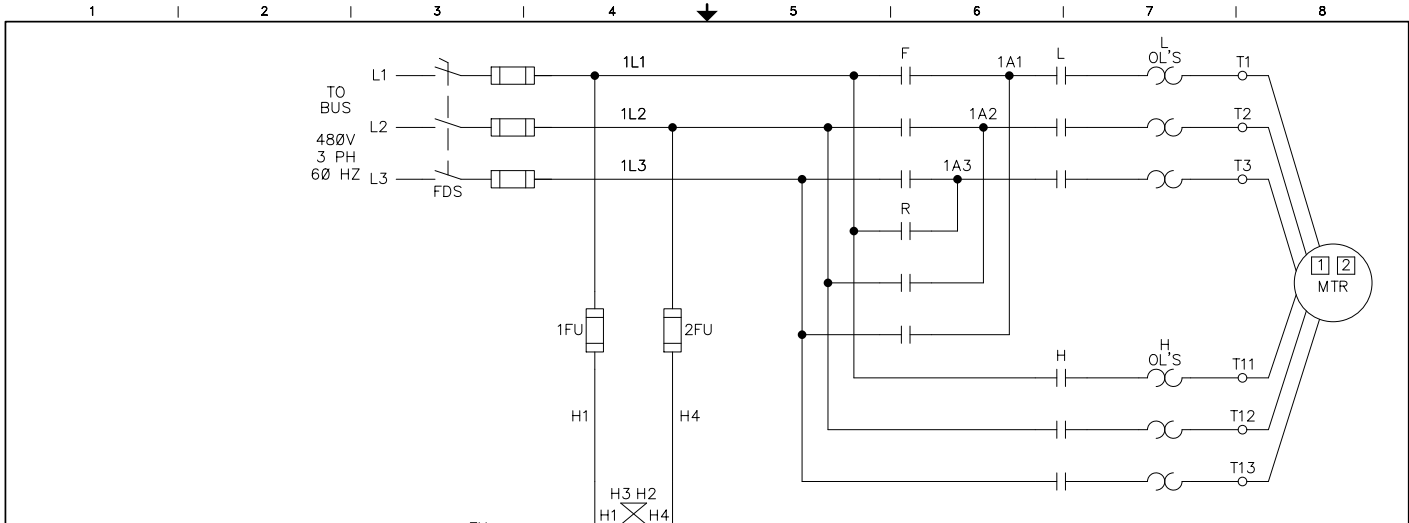 1 2 3 4 5 6 7 8
L1 1L1 F 1A1 L L OL'S T1
TO BUS
L2 1L2 1A2 T2
480V
3 PH
60 HZ
L3 1L3 1A3 T3
FDS
R
1 2
MTR
1FU 2FU
H H OL'S T11
H1 H4 T12
T13
H3 H2
H1 H4